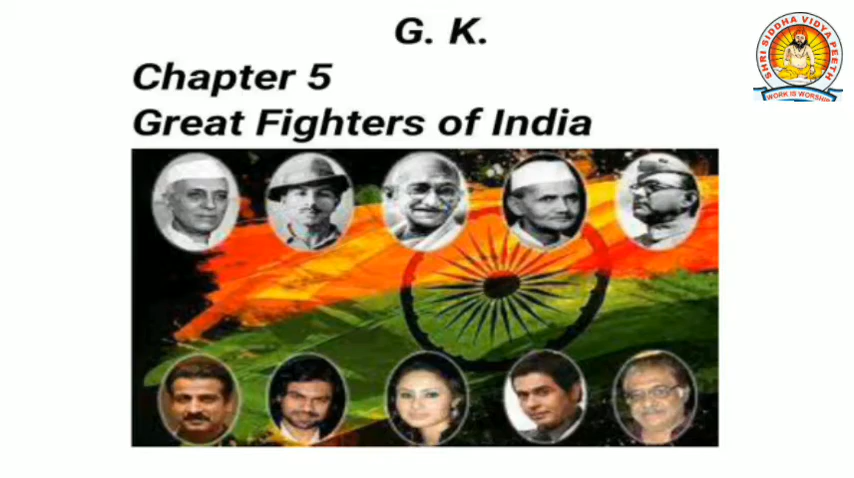 G. K.
Chapter 5
Great Fighters of India
SHRI SIDDHA VIDYA PEETH
WORK IS WORSHIP